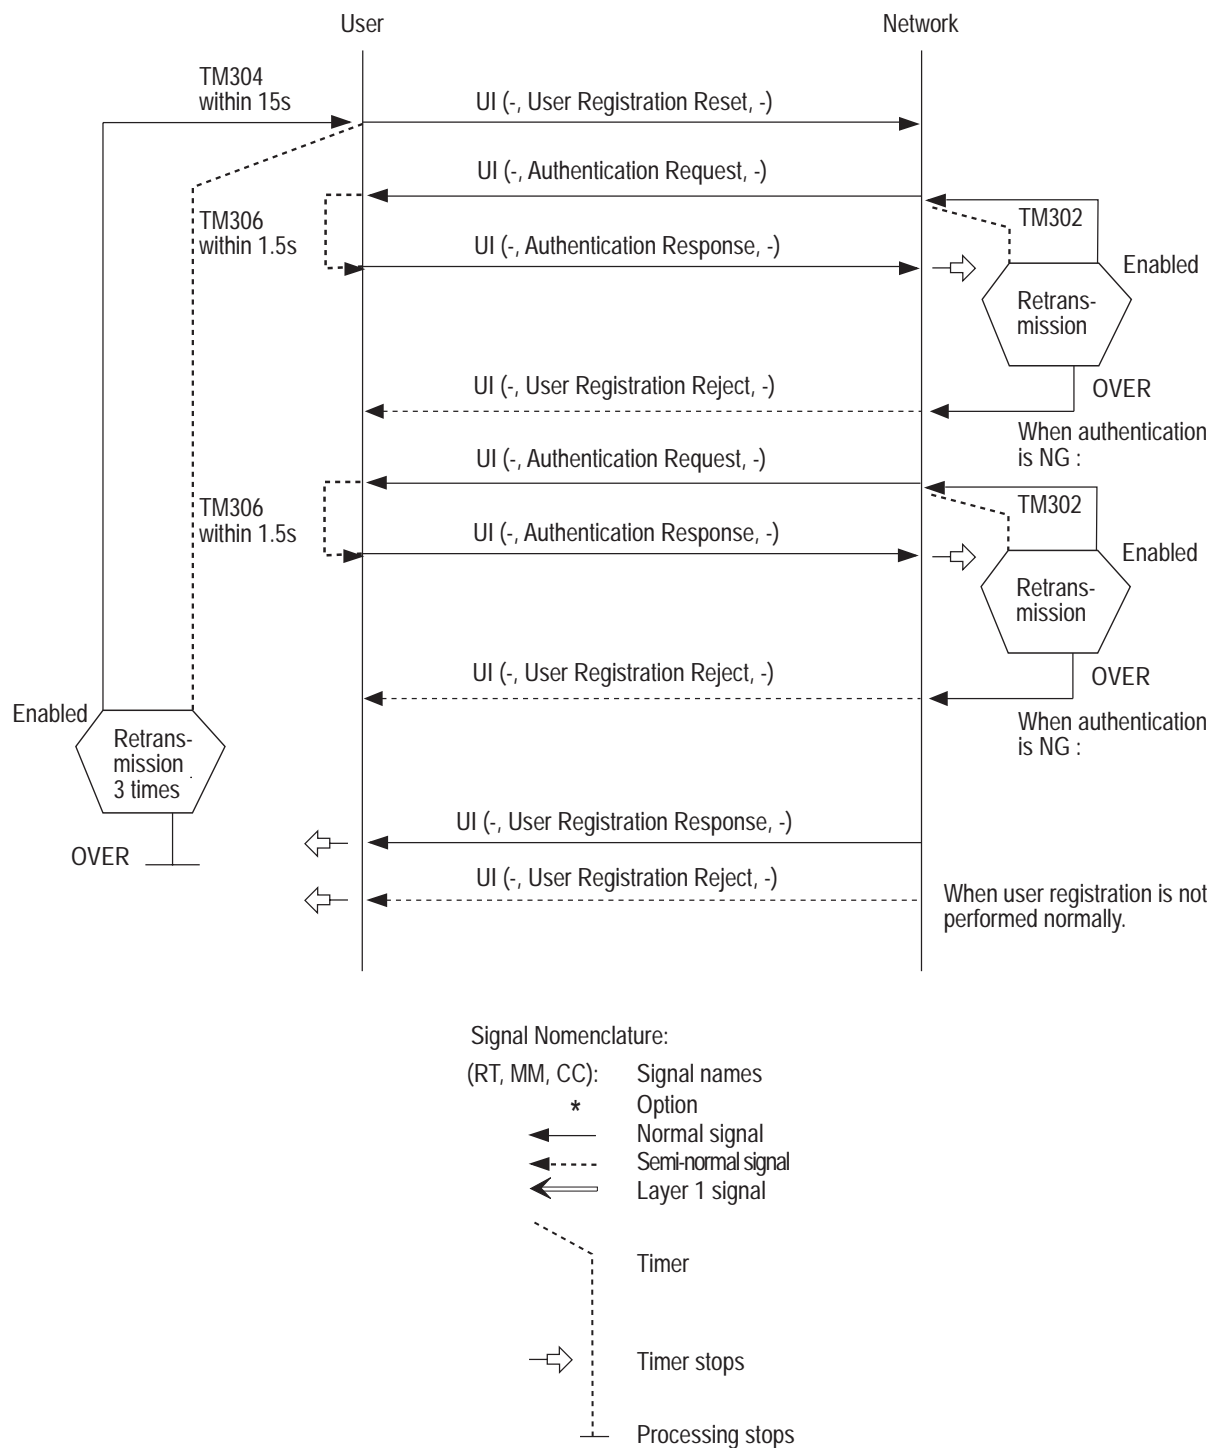 User
Network
TM304
within 15s
UI (-, User Registration Reset, -)
UI (-, Authentication Request, -)
TM306
within 1.5s
TM302
UI (-, Authentication Response, -)
Enabled
Retrans-
mission
UI (-, User Registration Reject, -)
OVER
When authentication
is NG :
UI (-, Authentication Request, -)
TM306
within 1.5s
TM302
UI (-, Authentication Response, -)
Enabled
Retrans-
mission
UI (-, User Registration Reject, -)
OVER
When authentication
is NG :
Enabled
Retrans-
mission
3 times
OVER
UI (-, User Registration Response, -)
UI (-, User Registration Reject, -)
When user registration is not
performed normally.
Signal Nomenclature:
(RT, MM, CC): Signal names
* Option
Normal signal
Semi-normal signal
Layer 1 signal
Timer
Timer stops
Processing stops